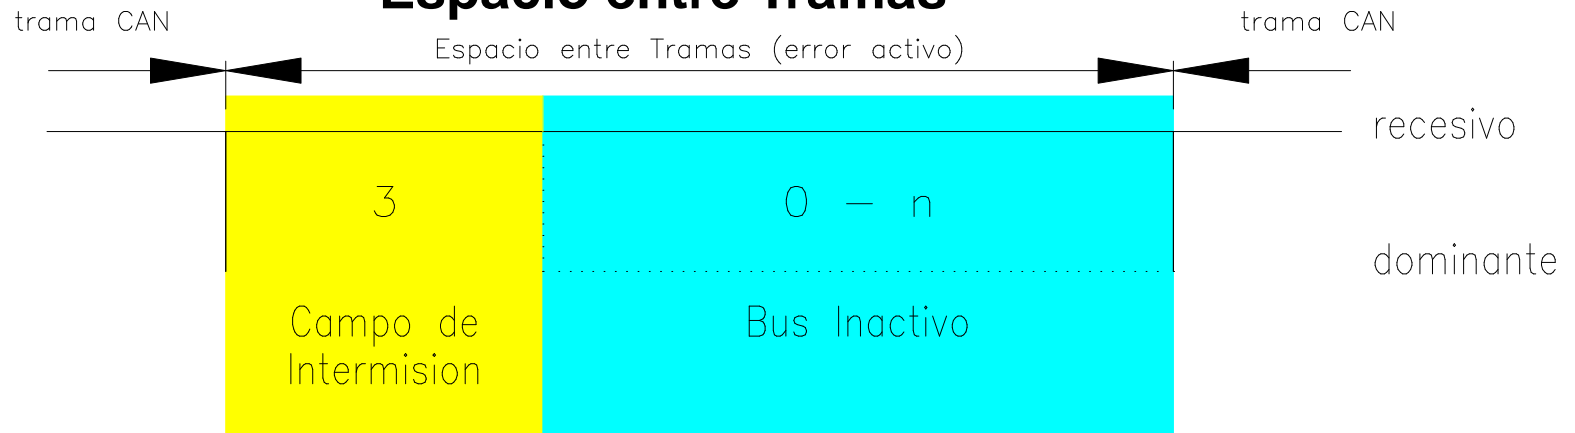 Espacio entre Tramas
trama CAN
trama CAN
Espacio entre Tramas (error activo)
recesivo
3
0 - n
dominante
Campo de
Intermision
Bus Inactivo